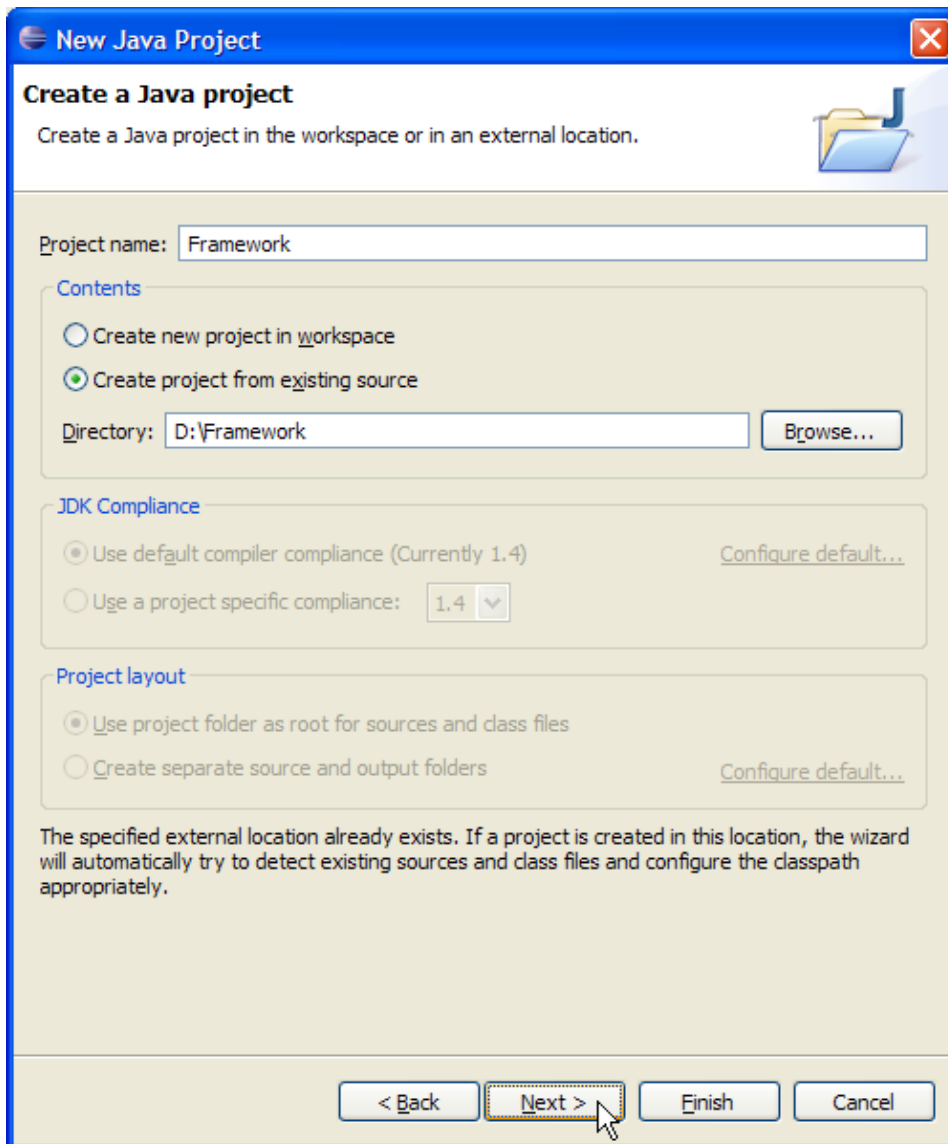 New Java Project
Create a Java project
Create a Java project in the workspace or in an external location.
Project name: Framework
Contents
Create new project in workspace
Create project from existing source
Directory: D:\Framework Browse...
JDK Compliance
Use default compiler compliance (Currently 1.4) Configure default...
Use a project specific compliance: 1.4
Project layout
Use project folder as root for sources and class files
Create separate source and output folders Configure default...
The specified external location already exists. If a project is created in this location, the wizard
will automatically try to detect existing sources and class files and configure the classpath
appropriately.
< Back Next > Finish Cancel